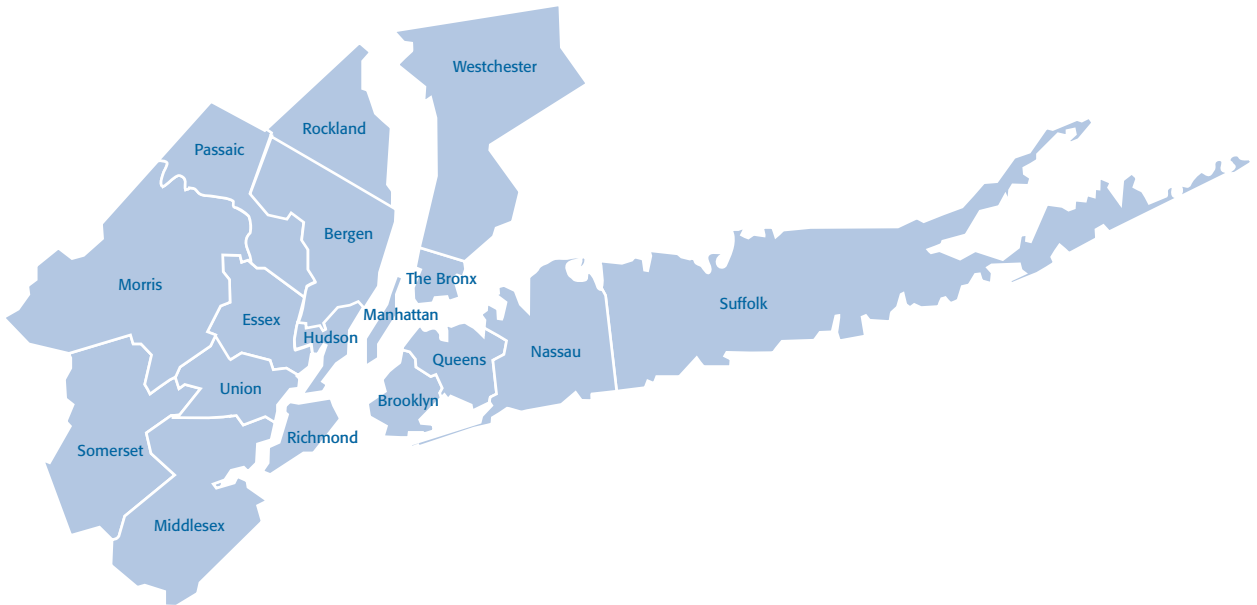 Westchester
Rockland
Passaic
Bergen
The Bronx
Morris
Suffolk
Manhattan
Essex
Hudson
Nassau
Queens
Union
Brooklyn
Richmond
Somerset
Middlesex